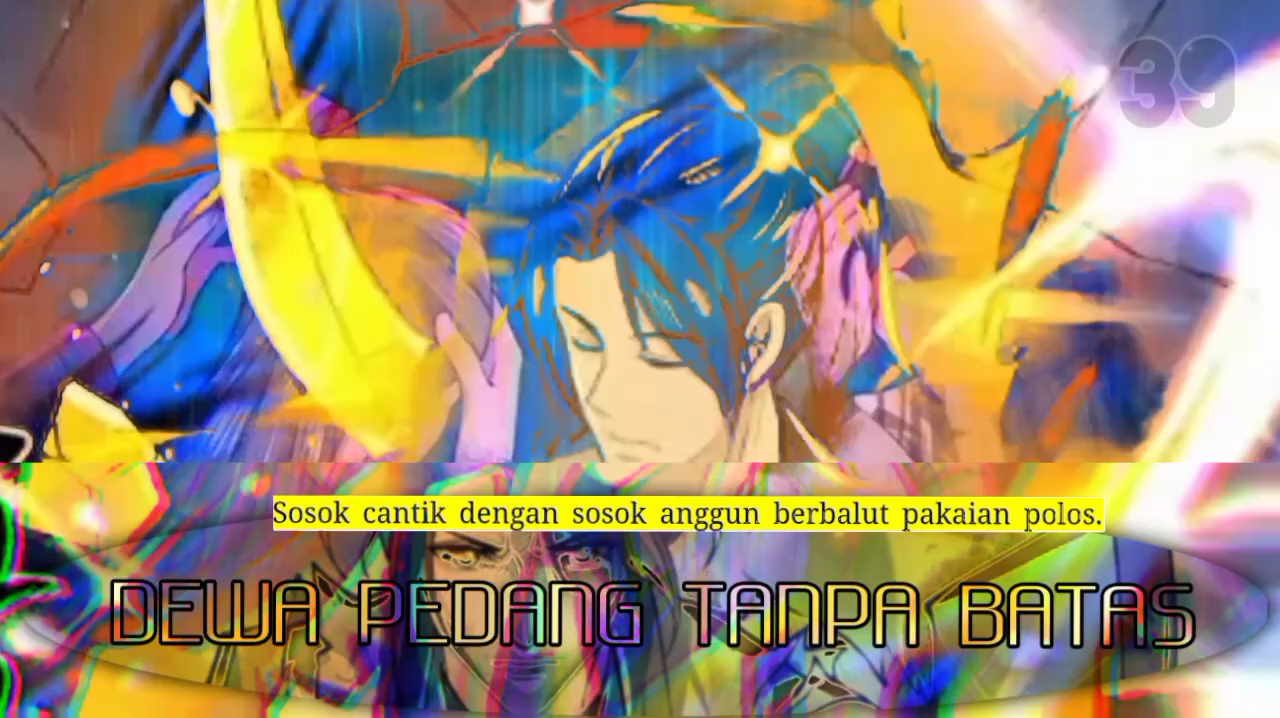 39
Sosok cantik dengan sosok anggun berbalut pakaian polos.
DEWA PEDANG TANPA BATAS